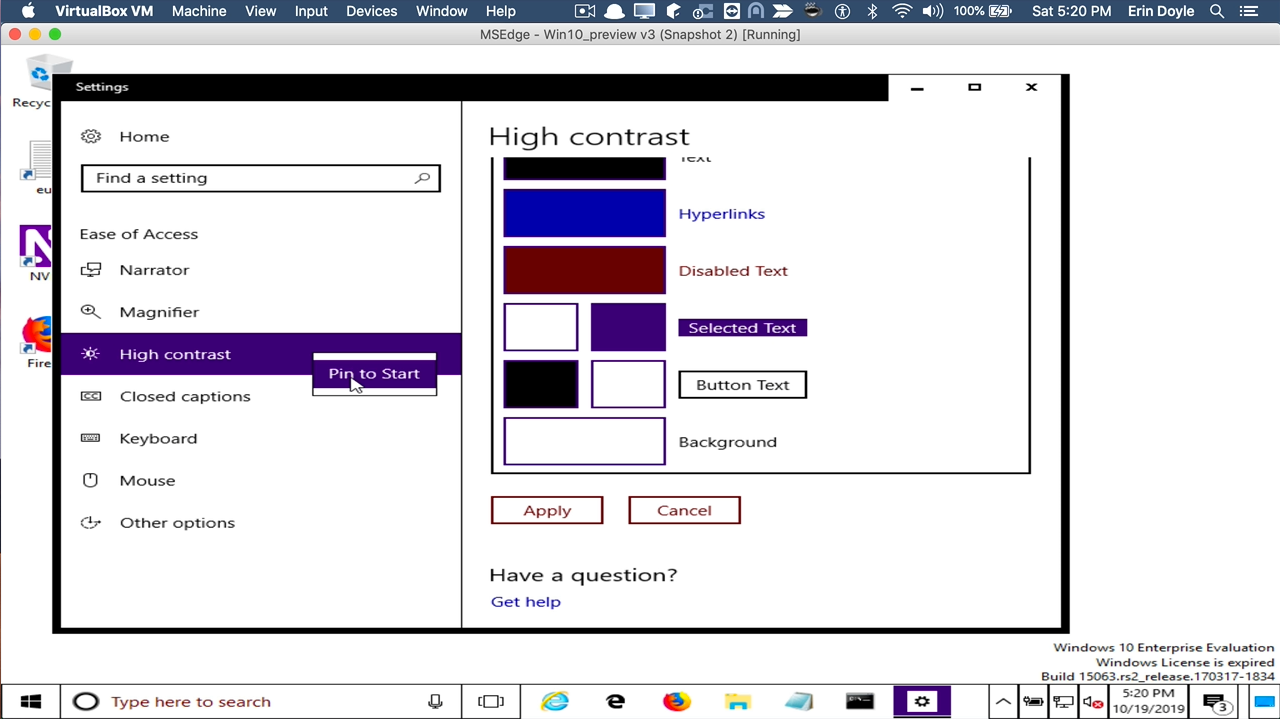 VirtualBox VM Machine View Input Devices Window Help 100% Sat 5:20 PM Erin Doyle
MSEdge - Win10_preview v3 (Snapshot 2) [Running]
Recyc
eu
NV
Fire
Settings
Home
Find a setting
Ease of Access
Narrator
Magnifier
High contrast
Pin to Start
Closed captions
Keyboard
Mouse
Other options
High contrast
Text
Hyperlinks
Disabled Text
Selected Text
Button Text
Background
Apply Cancel
Have a question?
Get help
Windows 10 Enterprise Evaluation
Windows License is expired
Build 15063.rs2_release.170317-1834
Type here to search
5:20 PM
10/19/2019
3